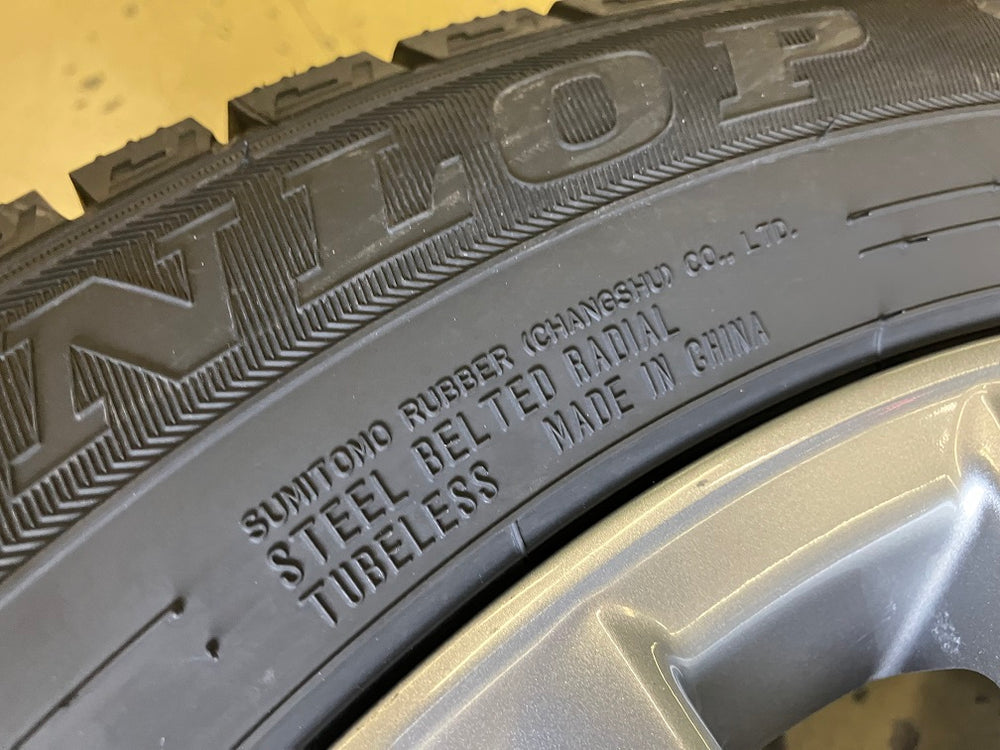 NLOP
SUMITOMO RUBBER (CHANGSHU) CO., LTD.
STEEL BELTED RADIAL
TUBELESS MADE IN CHINA